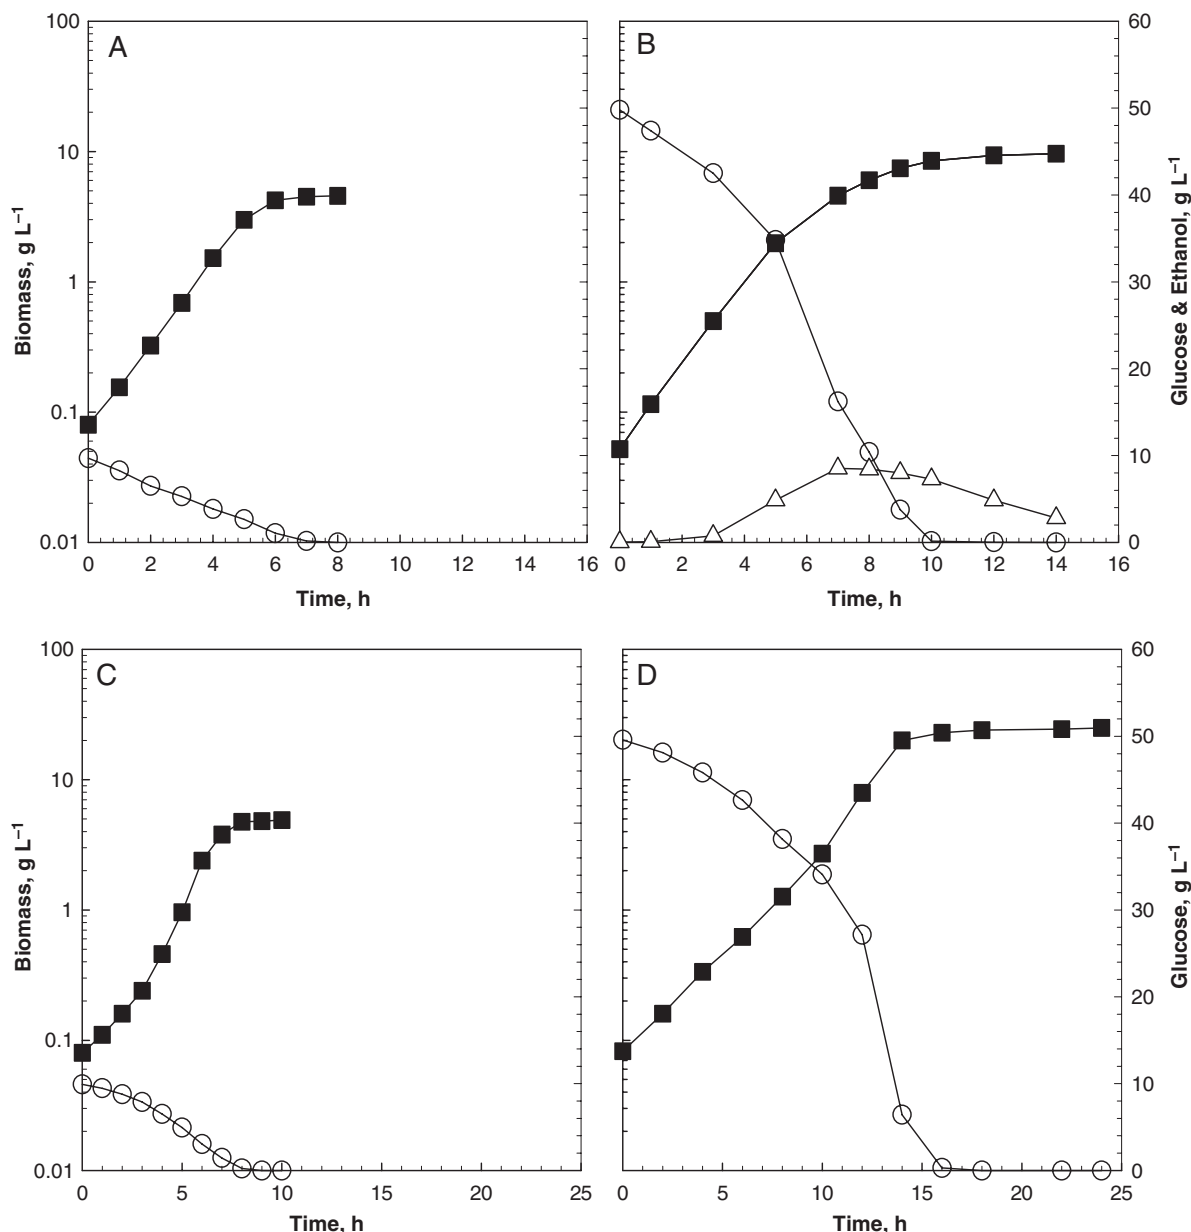 A
B
100
10
1
0.1
0.01
Biomass, g L⁻¹
0 2 4 6 8 10 12 14 16
Time, h
0 2 4 6 8 10 12 14 16
Time, h
60
50
40
30
20
10
0
Glucose & Ethanol, g L⁻¹
C
D
100
10
1
0.1
0.01
Biomass, g L⁻¹
0 5 10 15 20 25
Time, h
0 5 10 15 20 25
Time, h
60
50
40
30
20
10
0
Glucose, g L⁻¹